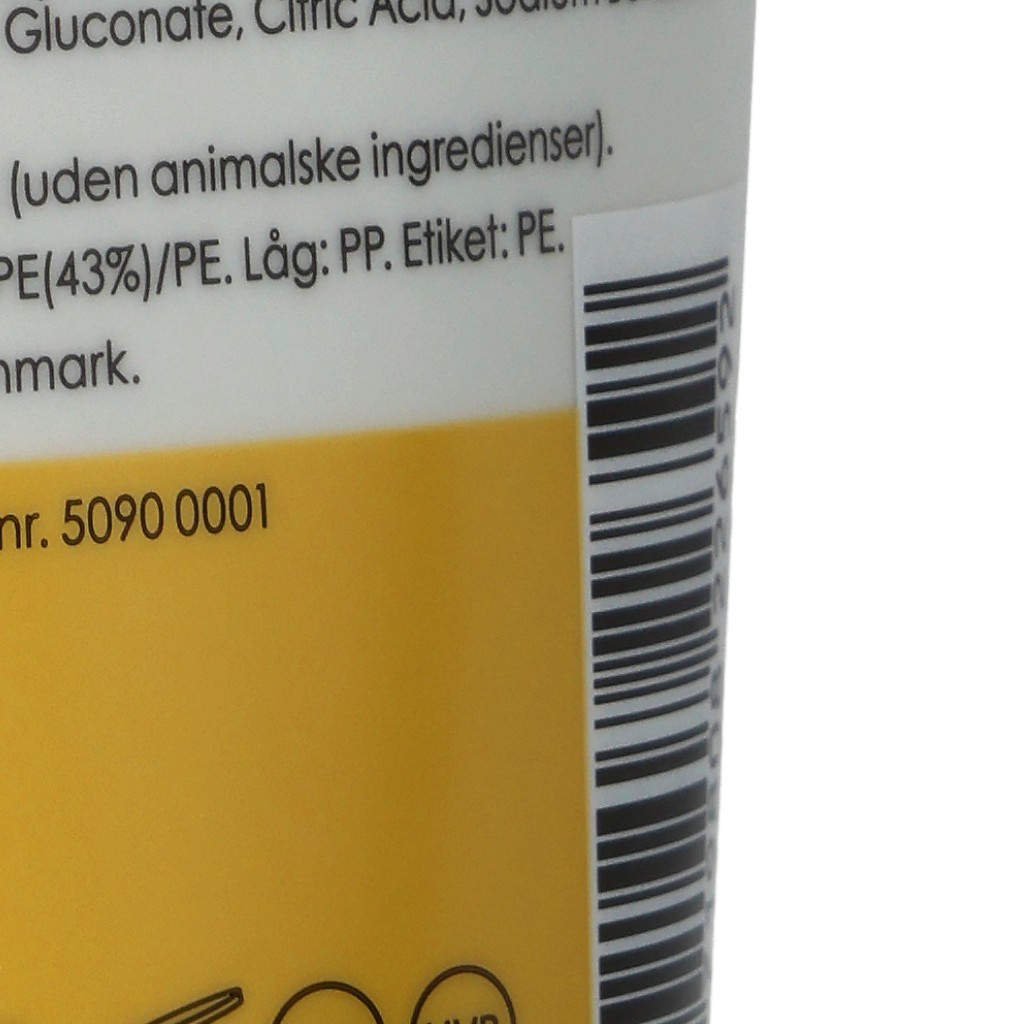 Gluconate, Citric Acid,
(uden animalske ingredienser).
PE(43%)/PE. Låg: PP. Etiket: PE.
nmark.
nr. 5090 0001